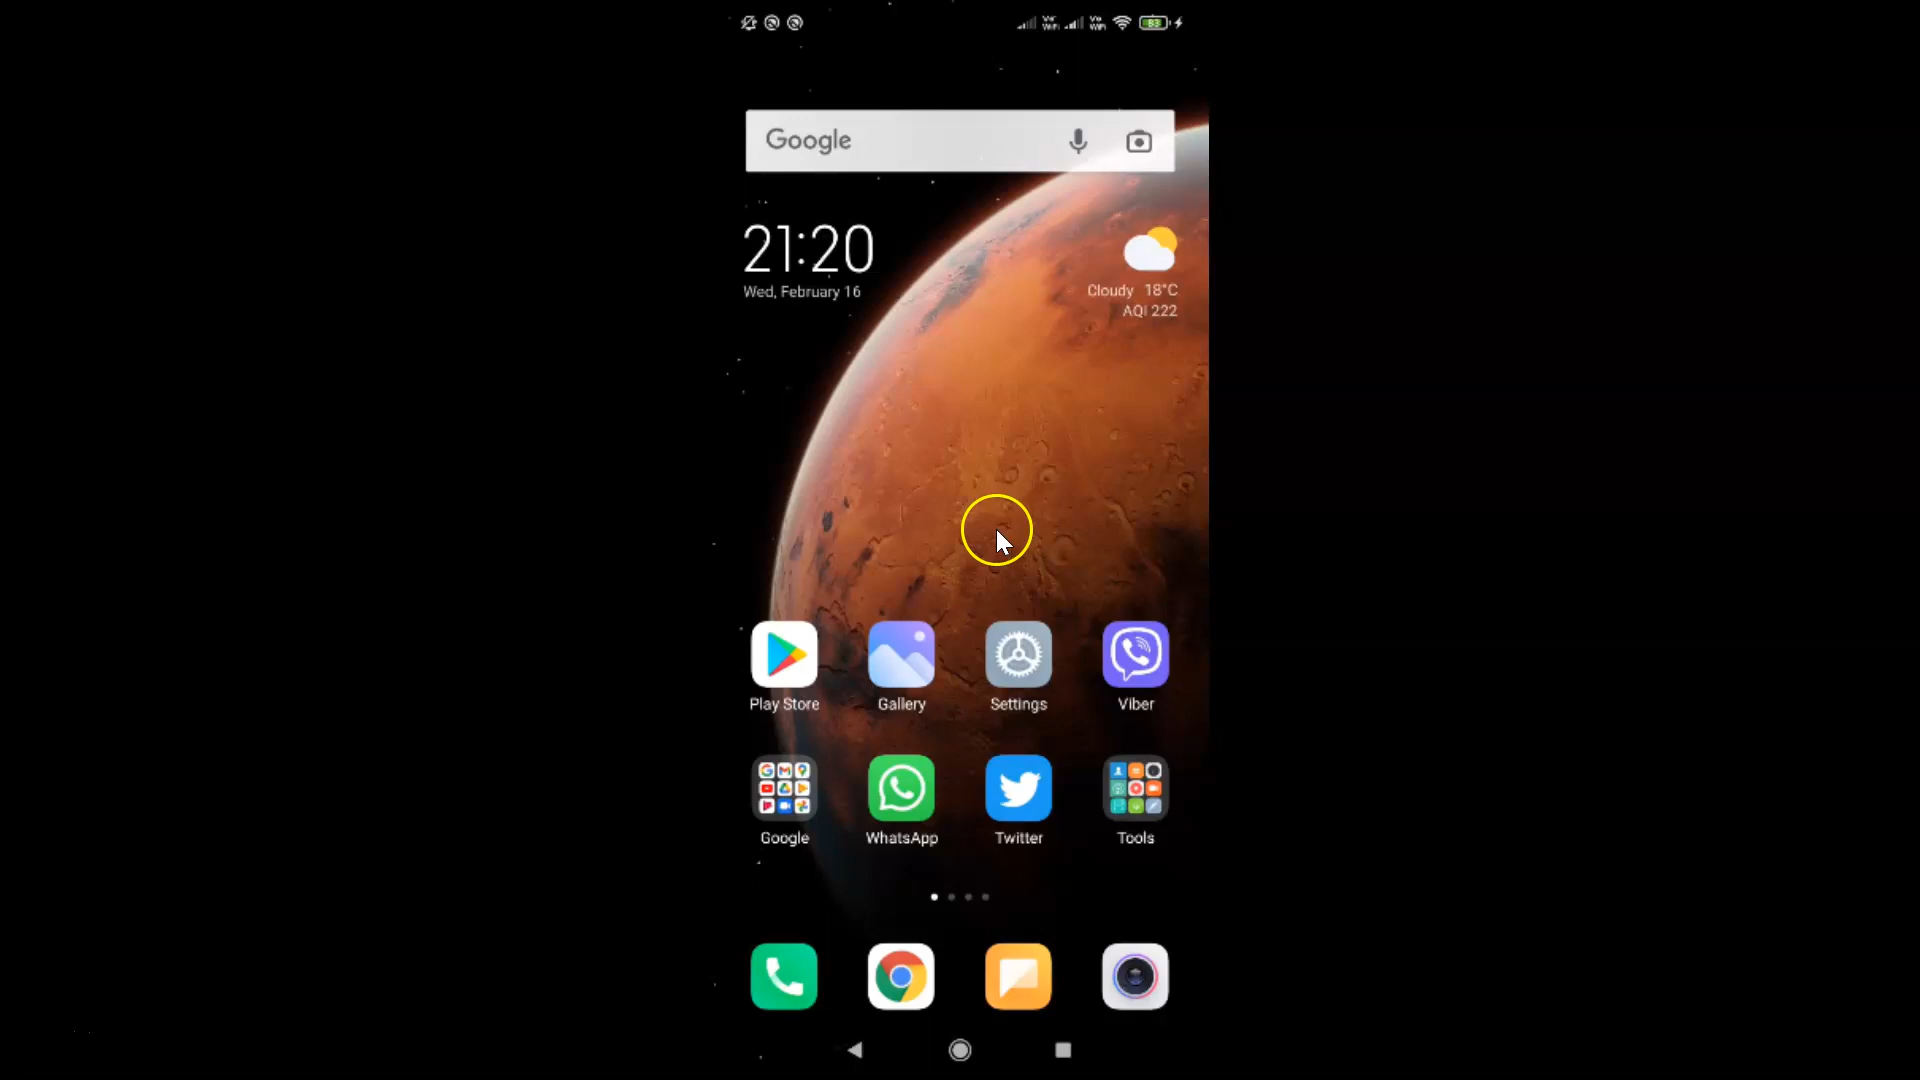 83
Google
21:20
Wed, February 16
Cloudy 18°C
AQI 222
Play Store
Gallery
Settings
Viber
Google
WhatsApp
Twitter
Tools